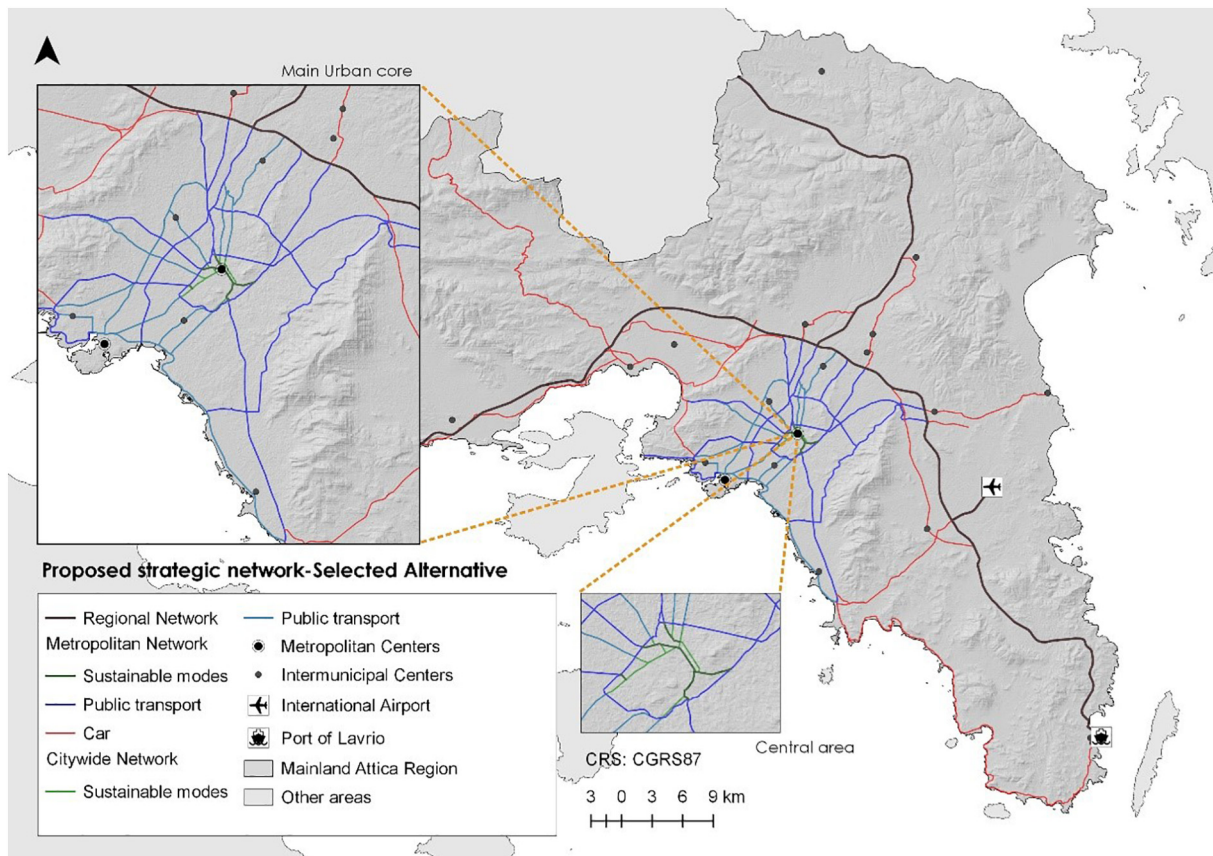 Main Urban core
Proposed strategic network-Selected Alternative
Regional Network
Metropolitan Network
Sustainable modes
Public transport
Car
Citywide Network
Sustainable modes
Public transport
Metropolitan Centers
Intermunicipal Centers
International Airport
Port of Lavrio
Mainland Attica Region
Other areas
Central area
CRS: CGRS87
3 0 3 6 9 km